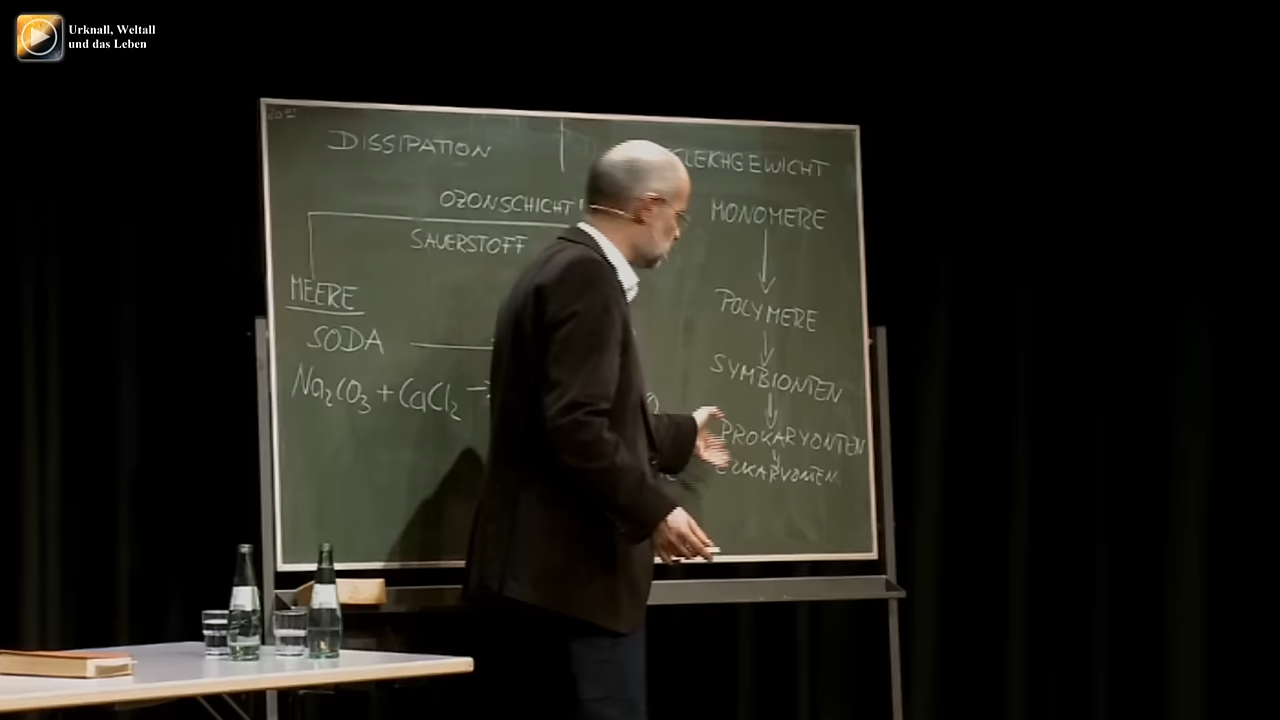 Urknall, Weltall
und das Leben
DISSIPATION
GLEICHGEWICHT
OZONSCHICHT
SAUERSTOFF
MEERE
SODA
Na₂CO₃ + CaCl₂ →
MONOMERE
↓
POLYMERE
↓
SYMBIONTEN
↓
PROKARYONTEN
↓
EUKARYONTEN